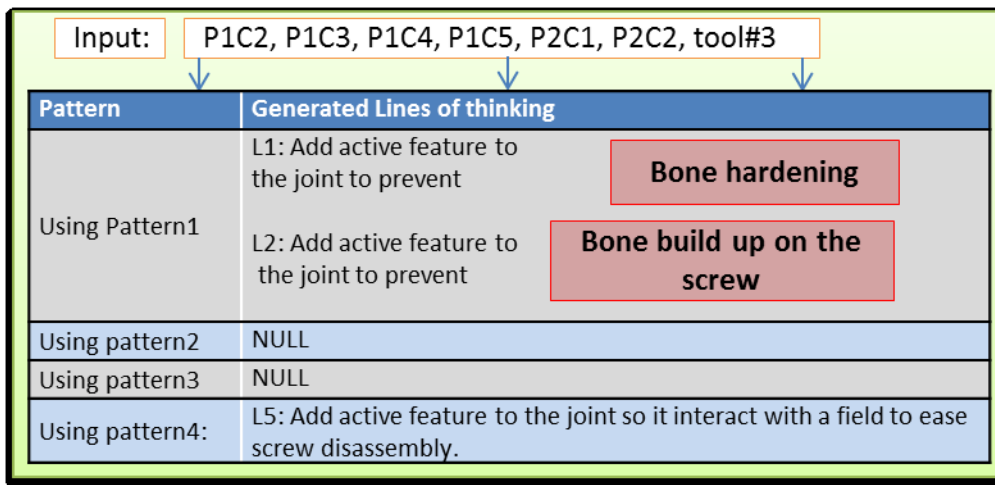 Input: P1C2, P1C3, P1C4, P1C5, P2C1, P2C2, tool#3
Pattern Generated Lines of thinking
Using Pattern1
L1: Add active feature to
the joint to prevent
Bone hardening
L2: Add active feature to
the joint to prevent
Bone build up on the
screw
Using pattern2 NULL
Using pattern3 NULL
Using pattern4:
L5: Add active feature to the joint so it interact with a field to ease
screw disassembly.